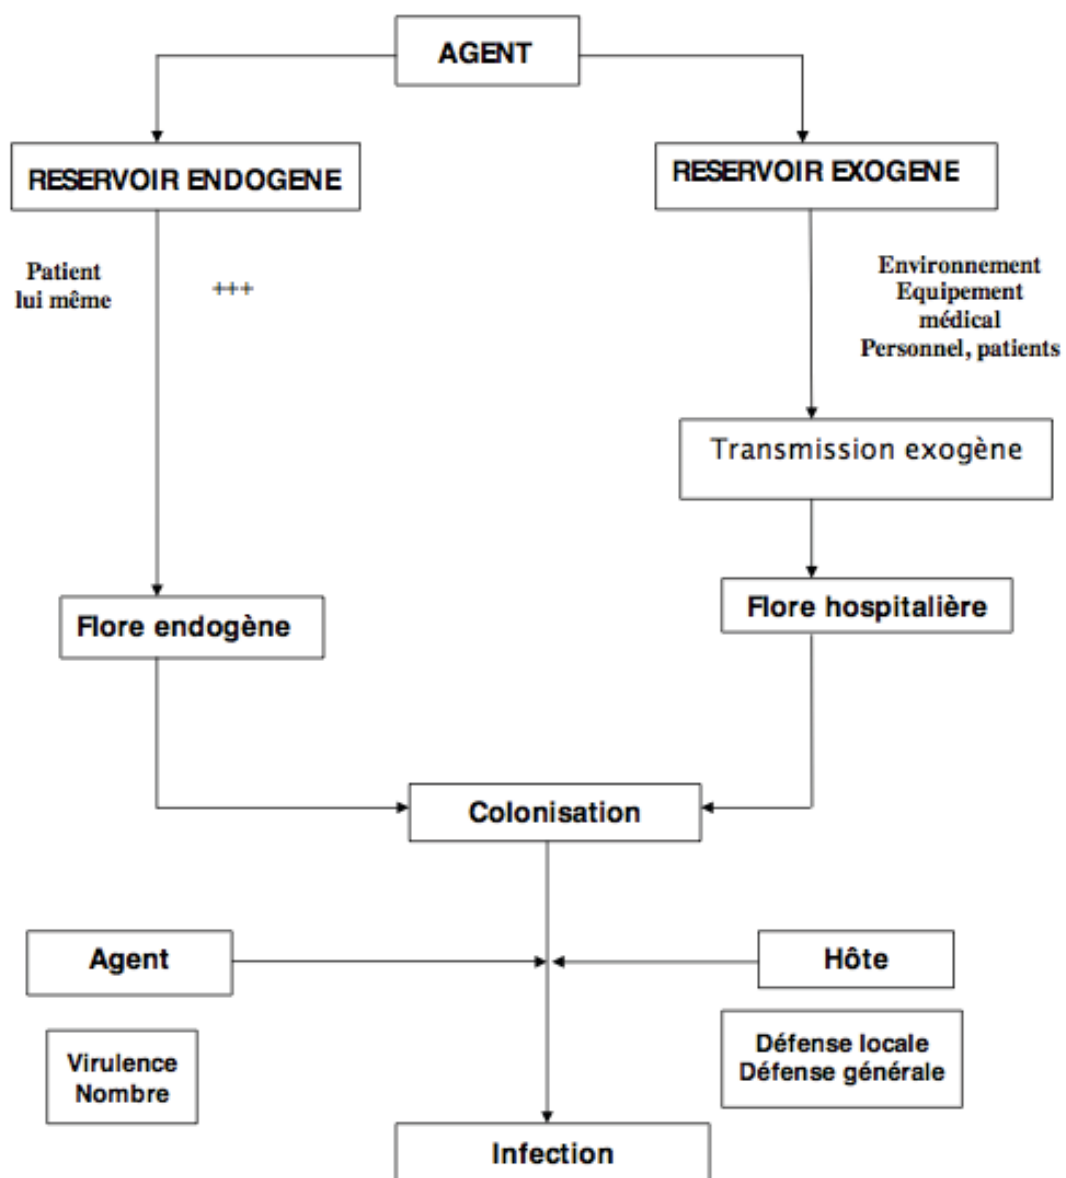 AGENT
RESERVOIR ENDOGENE
RESERVOIR EXOGENE
Patient
lui même
+++
Environnement
Equipement
médical
Personnel, patients
Transmission exogène
Flore endogène
Flore hospitalière
Colonisation
Agent
Hôte
Virulence
Nombre
Défense locale
Défense générale
Infection